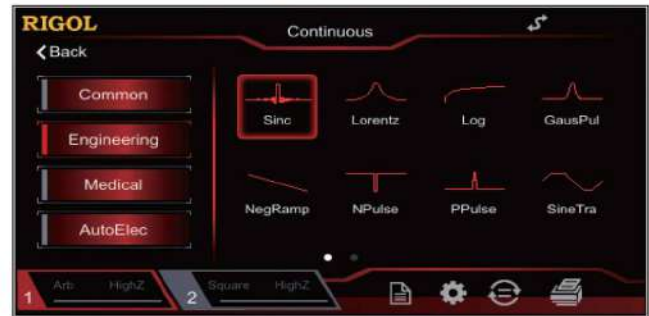 RIGOL
Continuous
Back
Common
Engineering
Medical
AutoElec
Sinc Lorentz Log GausPul
NegRamp NPulse PPulse SineTra
1 Arb HighZ 2 Square HighZ